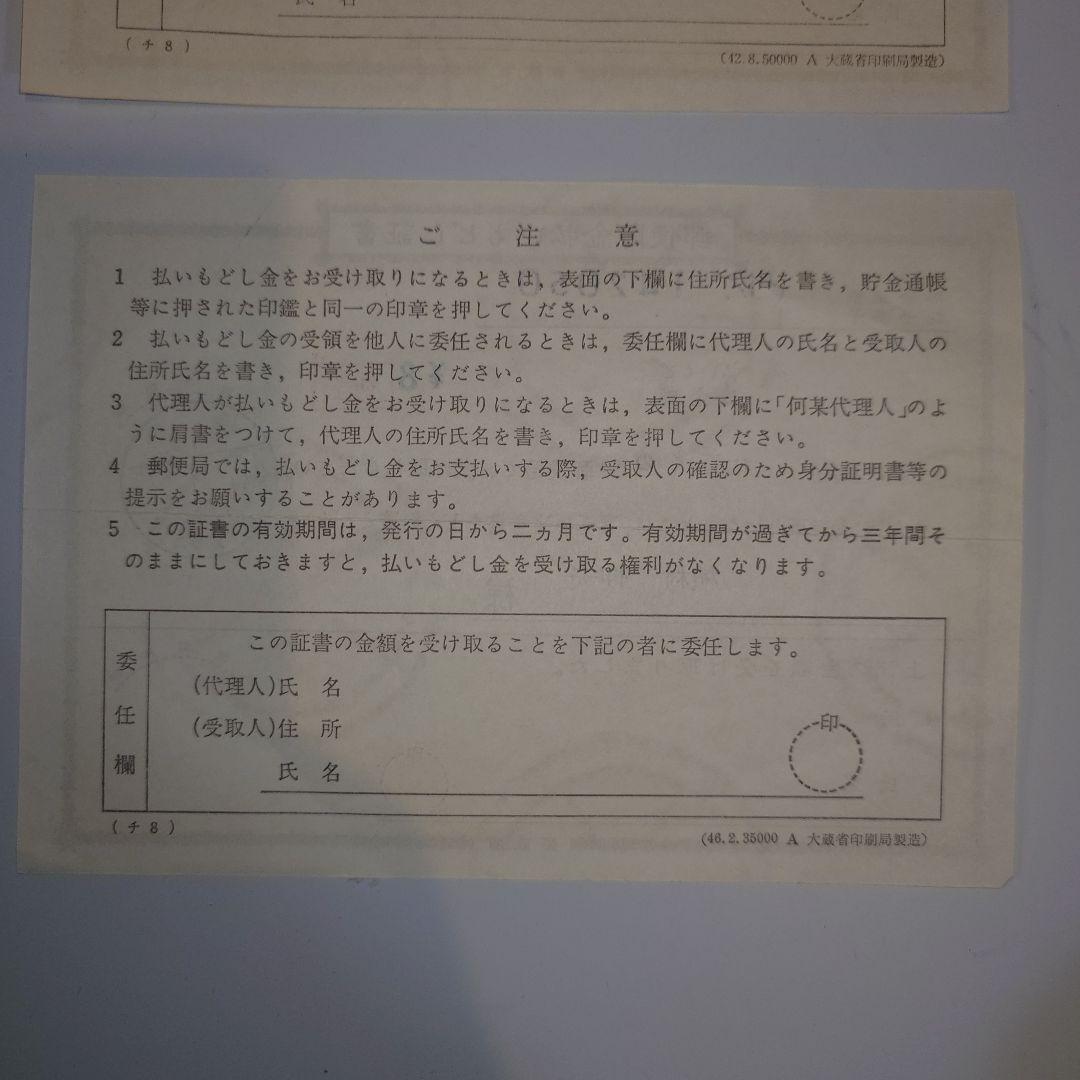 氏 名
(チ8)
(42.8.50000 A 大蔵省印刷局製造)
ご 注 意
1 払いもどし金をお受け取りになるときは，表面の下欄に住所氏名を書き，貯金通帳
等に押された印鑑と同一の印章を押してください。
2 払いもどし金の受領を他人に委任されるときは，委任欄に代理人の氏名と受取人の
住所氏名を書き，印章を押してください。
3 代理人が払いもどし金をお受け取りになるときは，表面の下欄に「何某代理人」のよ
うに肩書をつけて，代理人の住所氏名を書き，印章を押してください。
4 郵便局では，払いもどし金をお支払いする際，受取人の確認のため身分証明書等の
提示をお願いすることがあります。
5 この証書の有効期間は，発行の日から二ヵ月です。有効期間が過ぎてから三年間そ
のままにしておきますと，払いもどし金を受け取る権利がなくなります。
委任欄
この証書の金額を受け取ることを下記の者に委任します。
(代理人)氏 名
(受取人)住 所
印
氏 名
(チ8)
(46.2.35000 A 大蔵省印刷局製造)